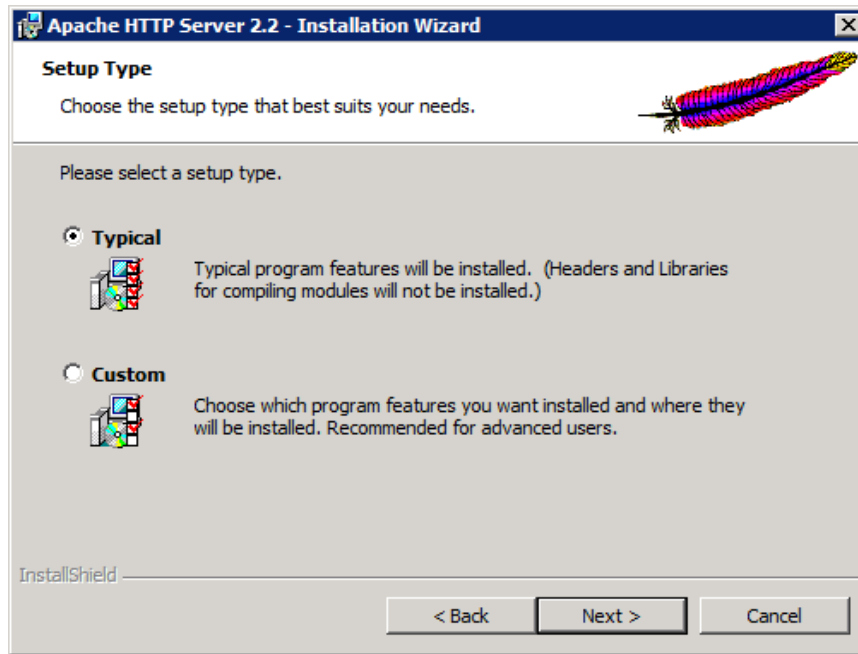 Apache HTTP Server 2.2 - Installation Wizard
Setup Type
Choose the setup type that best suits your needs.
Please select a setup type.
Typical
Typical program features will be installed.  (Headers and Libraries
for compiling modules will not be installed.)
Custom
Choose which program features you want installed and where they
will be installed. Recommended for advanced users.
InstallShield
< Back
Next >
Cancel